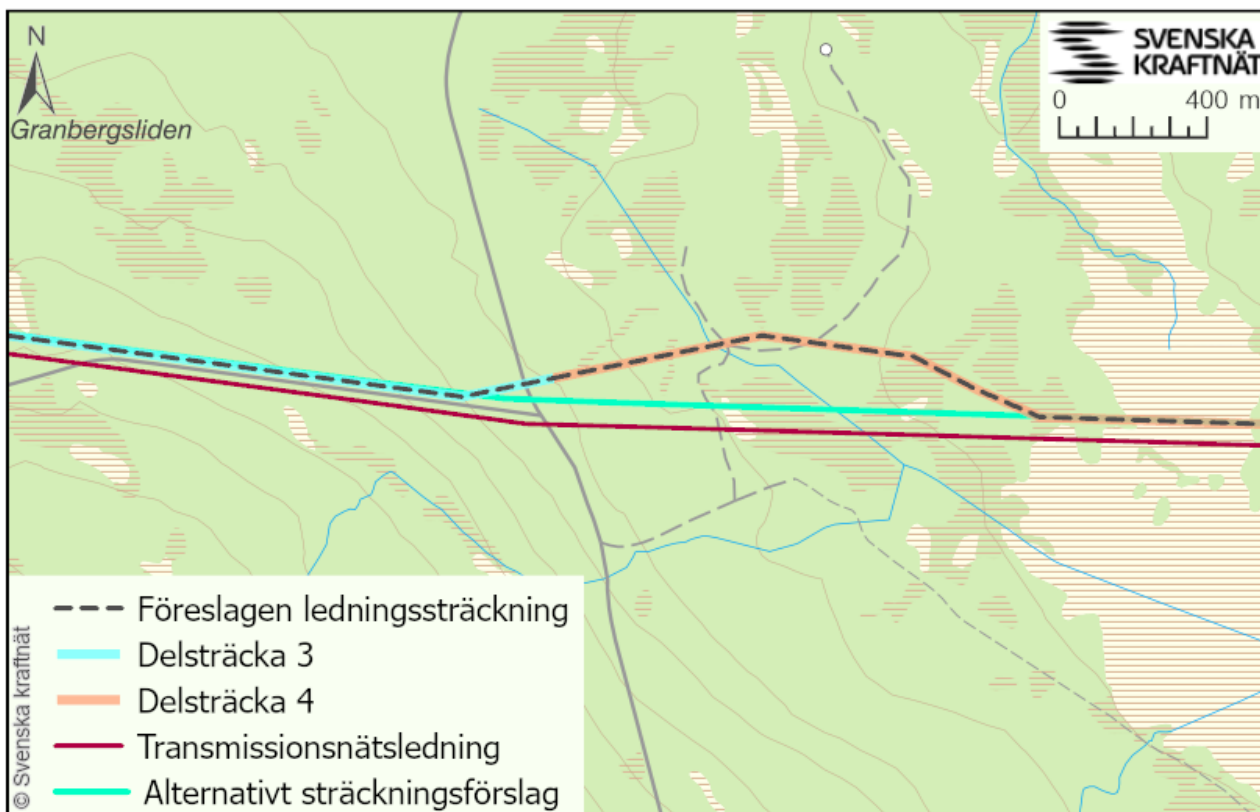 N
Granbergsliden
SVENSKA
KRAFTNÄT
0 400 m
Föreslagen ledningssträckning
Delsträcka 3
Delsträcka 4
Transmissionsnätsledning
Alternativt sträckningsförslag
© Svenska kraftnät